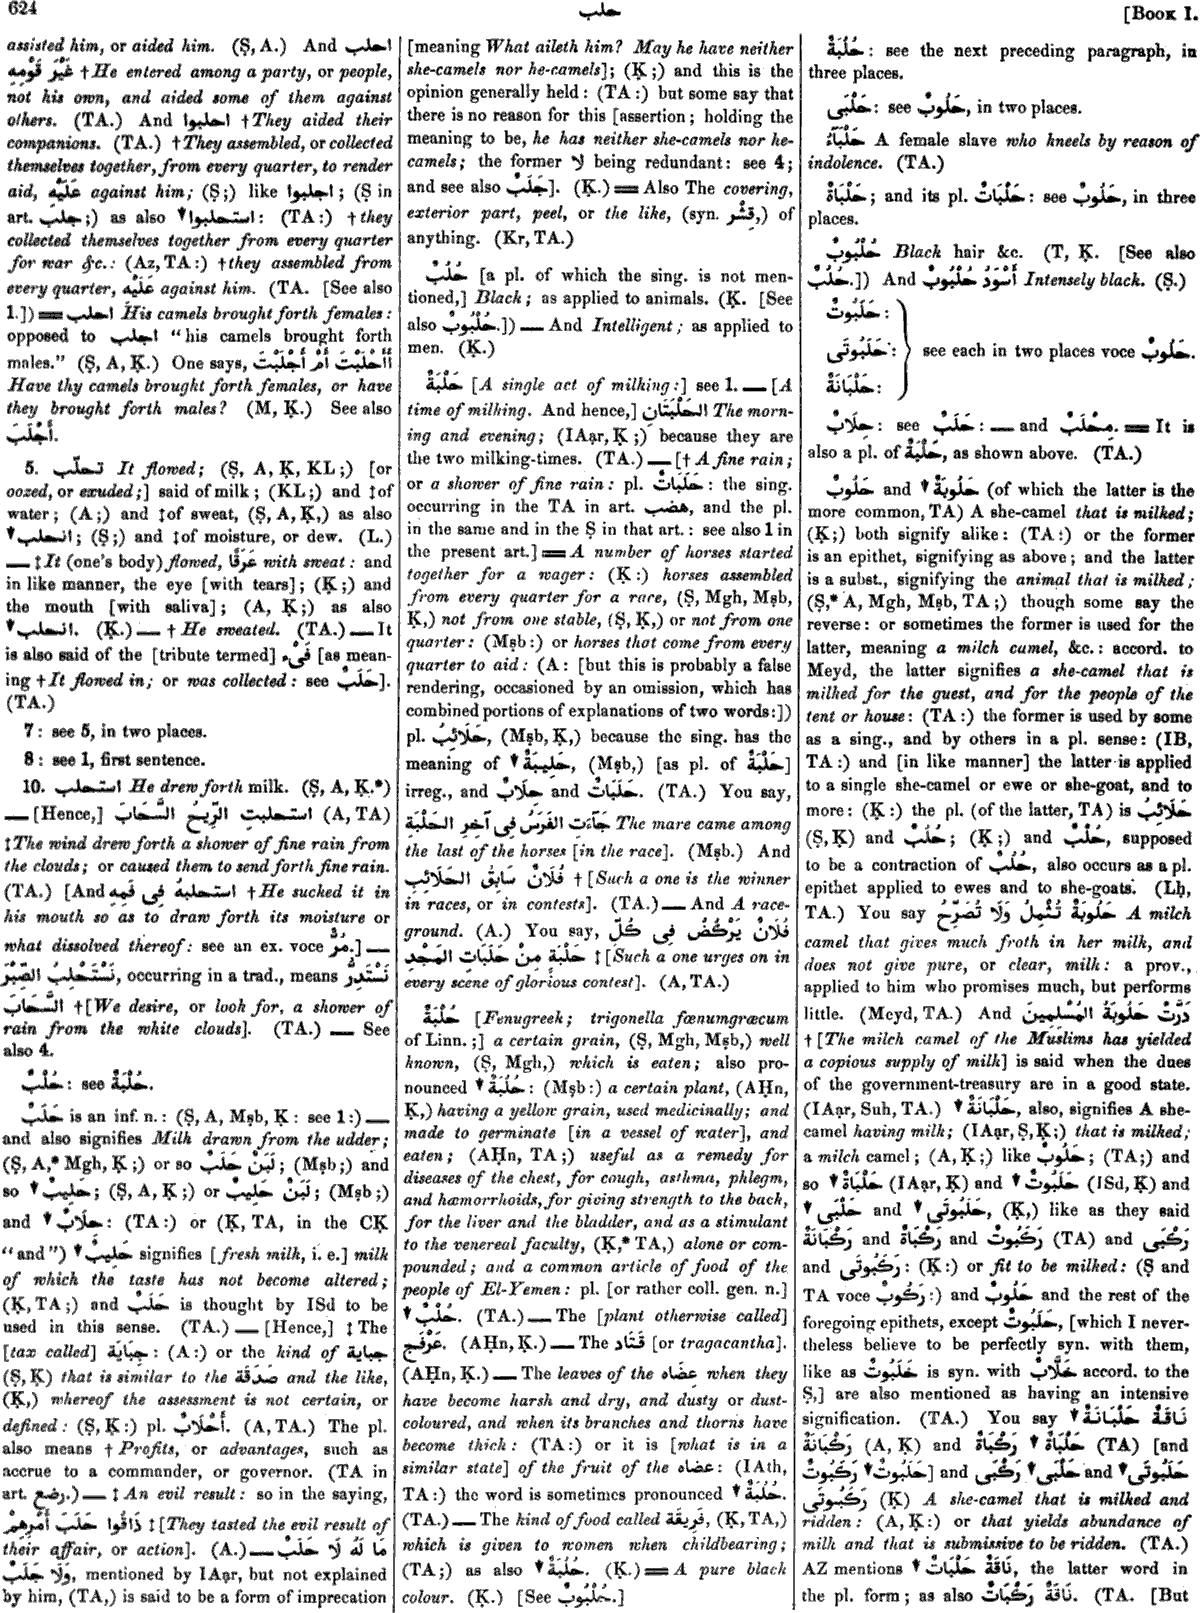 624
حلب
[BOOK I.
assisted him, or aided him. (Ṣ, A.) And احلب
غَيْرَ قَوْمِهِ †He entered among a party, or people,
not his own, and aided some of them against
others. (TA.) And احلبوا †They aided their
companions. (TA.) †They assembled, or collected
themselves together, from every quarter, to render
aid, عَلَيْهِ against him; (Ṣ;) like اجلبوا; (Ṣ in
art. جلب;) as also ▼استحلبوا: (TA:) †they
collected themselves together from every quarter
for war &c.: (Az, TA:) †they assembled from
every quarter, عَلَيْهِ against him. (TA. [See also
1.]) ═ احلب His camels brought forth females:
opposed to اجلب "his camels brought forth
males." (Ṣ, A, Ḳ.) One says, أَأَحْلَبْتَ أَمْ أَجْلَبْتَ
Have thy camels brought forth females, or have
they brought forth males? (M, Ḳ.) See also
أَجْلَبَ.
5. تحلّب It flowed; (Ṣ, A, Ḳ, KL;) [or
oozed, or exuded;] said of milk; (KL;) and ‡of
water; (A;) and ‡of sweat, (Ṣ, A, Ḳ,) as also
▼انحلب; (Ṣ;) and ‡of moisture, or dew. (L.)
— ‡It (one's body) flowed, عَرَقًا with sweat: and
in like manner, the eye [with tears]; (Ḳ;) and
the mouth [with saliva]; (A, Ḳ;) as also
▼انحلب. (Ḳ.) — †He sweated. (TA.) — It
is also said of the [tribute termed] فَىْء [as mean-
ing †It flowed in; or was collected: see حَلَبٌ].
(TA.)
7: see 5, in two places.
8: see 1, first sentence.
10. استحلب He drew forth milk. (Ṣ, A, Ḳ.*)
— [Hence,] استحلبت الرِّيحُ السَّحَابَ (A, TA)
‡The wind drew forth a shower of fine rain from
the clouds; or caused them to send forth fine rain.
(TA.) [And استحلبهُ فِى فَمِهِ †He sucked it in
his mouth so as to draw forth its moisture or
what dissolved thereof: see an ex. voce مُرٌّ.] —
نَسْتَحْلِبُ الصَّبِيرَ, occurring in a trad., means نَسْتَدِرُّ
السَّحَابَ †[We desire, or look for, a shower of
rain from the white clouds]. (TA.) — See
also 4.
حُلْبٌ: see حُلْبَةٌ.
حَلَبٌ is an inf. n.: (Ṣ, A, Mṣb, Ḳ: see 1:) —
and also signifies Milk drawn from the udder;
(Ṣ, A,* Mgh, Ḳ;) or so لَبَنٌ حَلَبٌ; (Mṣb;) and
so ▼حَلِيبٌ; (Ṣ, A, Ḳ;) or لَبَنٌ حَلِيبٌ; (Mṣb;)
and ▼حِلَابٌ: (TA:) or (Ḳ, TA, in the CḲ
"and") ▼حَلِيبٌ signifies [fresh milk, i. e.] milk
of which the taste has not become altered;
(Ḳ, TA;) and حَلَبٌ is thought by ISd to be
used in this sense. (TA.) — [Hence,] ‡The
[tax called] جِبَايَة: (A:) or the kind of جباية
(Ṣ, Ḳ) that is similar to the صَدَقَة and the like,
(Ḳ,) whereof the assessment is not certain, or
defined: (Ṣ, Ḳ:) pl. أَحْلَابٌ. (A, TA.) The pl.
also means †Profits, or advantages, such as
accrue to a commander, or governor. (TA in
art. رضع.) — ‡An evil result: so in the saying,
ذَاقُوا حَلَبَ أَمْرِهِمْ ‡[They tasted the evil result of
their affair, or action]. (A.) — مَا لَهُ لَا حَلَبٌ
وَلَا جَلَبٌ, mentioned by IAạr, but not explained
by him, (TA,) is said to be a form of imprecation
[meaning What aileth him? May he have neither
she-camels nor he-camels]; (Ḳ;) and this is the
opinion generally held: (TA:) but some say that
there is no reason for this [assertion; holding the
meaning to be, he has neither she-camels nor he-
camels; the former لا being redundant: see 4;
and see also جَلَبٌ]. (Ḳ.) ═ Also The covering,
exterior part, peel, or the like, (syn. قِشْر,) of
anything. (Kr, TA.)
حُلُبٌ [a pl. of which the sing. is not men-
tioned,] Black; as applied to animals. (Ḳ. [See
also حُلْبُوبٌ.]) — And Intelligent; as applied to
men. (Ḳ.)
حَلْبَةٌ [A single act of milking:] see 1. — [A
time of milking. And hence,] الحَلْبَتَانِ The morn-
ing and evening; (IAạr, Ḳ;) because they are
the two milking-times. (TA.) — [†A fine rain;
or a shower of fine rain: pl. حَلَبَاتٌ: the sing.
occurring in the TA in art. هضب, and the pl.
in the same and in the Ṣ in that art.: see also 1 in
the present art.] ═ A number of horses started
together for a wager: (Ḳ:) horses assembled
from every quarter for a race, (Ṣ, Mgh, Mṣb,
Ḳ,) not from one stable, (Ṣ, Ḳ,) or not from one
quarter: (Mṣb:) or horses that come from every
quarter to aid: (A: [but this is probably a false
rendering, occasioned by an omission, which has
combined portions of explanations of two words:])
pl. حَلَائِبُ, (Mṣb, Ḳ,) because the sing. has the
meaning of ▼حَلِيبَةٌ, (Mṣb,) [as pl. of حَلْبَةٌ]
irreg., and حِلَابٌ and حَلَبَاتٌ. (TA.) You say,
جَآءَتِ الفَرَسُ فِى آخِرِ الحَلْبَةِ The mare came among
the last of the horses [in the race]. (Mṣb.) And
فُلَانٌ سَابِقُ الحَلَائِبِ †[Such a one is the winner
in races, or in contests]. (TA.) — And A race-
ground. (A.) You say, فُلَانٌ يَرْكُضُ فِى كُلِّ
حَلْبَةٍ مِنْ حَلَبَاتِ المَجْدِ ‡[Such a one urges on in
every scene of glorious contest]. (A, TA.)
حُلْبَةٌ [Fenugreek; trigonella fœnumgræcum
of Linn.;] a certain grain, (Ṣ, Mgh, Mṣb,) well
known, (Ṣ, Mgh,) which is eaten; also pro-
nounced ▼حُلُبَةٌ: (Mṣb:) a certain plant, (AḤn,
Ḳ,) having a yellow grain, used medicinally; and
made to germinate [in a vessel of water], and
eaten; (AḤn, TA;) useful as a remedy for
diseases of the chest, for cough, asthma, phlegm,
and hæmorrhoids, for giving strength to the back,
for the liver and the bladder, and as a stimulant
to the venereal faculty, (Ḳ,* TA,) alone or com-
pounded; and a common article of food of the
people of El-Yemen: pl. [or rather coll. gen. n.]
▼حُلْبٌ. (TA.) — The [plant otherwise called]
عَرْفَج. (AḤn, Ḳ.) — The قَتَاد [or tragacantha].
(AḤn, Ḳ.) — The leaves of the عِضَاه when they
have become harsh and dry, and dusty or dust-
coloured, and when its branches and thorns have
become thick: (TA:) or it is [what is in a
similar state] of the fruit of the عضاه: (IAth,
TA:) the word is sometimes pronounced ▼حُلُبَةٌ.
(TA.) — The kind of food called فَرِيقَة, (Ḳ, TA,)
which is given to women when childbearing;
(TA;) as also ▼حُلُبَةٌ. (Ḳ.) ═ A pure black
colour. (Ḳ.) [See حُلْبُوبٌ.]
حُلُبَةٌ: see the next preceding paragraph, in
three places.
حَلْبَى: see حَلُوبٌ, in two places.
حَلْبَآءُ A female slave who kneels by reason of
indolence. (TA.)
حَلْبَاةٌ; and its pl. حَلْبَاتٌ: see حَلُوبٌ, in three
places.
حُلْبُوبٌ Black hair &c. (T, Ḳ. [See also
حُلُبٌ.]) And أَسْوَدُ حُلْبُوبٌ Intensely black. (Ṣ.)
حَلَبُوتٌ:
حَلَبُوتَى: see each in two places voce حَلُوبٌ.
حَلْبَانَةٌ:
حِلَابٌ: see حَلَبٌ: — and مِحْلَبٌ. ═ It is
also a pl. of حَلْبَةٌ, as shown above. (TA.)
حَلُوبٌ and ▼حَلُوبَةٌ (of which the latter is the
more common, TA) A she-camel that is milked;
(Ḳ;) both signify alike: (TA:) or the former
is an epithet, signifying as above; and the latter
is a subst., signifying the animal that is milked;
(Ṣ,* A, Mgh, Mṣb, TA;) though some say the
reverse: or sometimes the former is used for the
latter, meaning a milch camel, &c.: accord. to
Meyd, the latter signifies a she-camel that is
milked for the guest, and for the people of the
tent or house: (TA:) the former is used by some
as a sing., and by others in a pl. sense: (IB,
TA:) and [in like manner] the latter is applied
to a single she-camel or ewe or she-goat, and to
more: (Ḳ:) the pl. (of the latter, TA) is حَلَائِبُ
(Ṣ, Ḳ) and حُلُبٌ; (Ḳ;) and حُلْبٌ, supposed
to be a contraction of حُلُبٌ, also occurs as a pl.
epithet applied to ewes and to she-goats. (Lḥ,
TA.) You say حَلُوبَةٌ تُثْمِلُ وَلَا تُصَرِّحُ A milch
camel that gives much froth in her milk, and
does not give pure, or clear, milk: a prov.,
applied to him who promises much, but performs
little. (Meyd, TA.) And دَرَّتْ حَلُوبَةُ المُسْلِمِينَ
†[The milch camel of the Muslims has yielded
a copious supply of milk] is said when the dues
of the government-treasury are in a good state.
(IAạr, Suh, TA.) ▼حَلْبَانَةٌ, also, signifies A she-
camel having milk; (IAạr, Ṣ, Ḳ;) that is milked;
a milch camel; (A, Ḳ;) like حَلُوبٌ; (TA;) and
so ▼حَلْبَاةٌ (IAạr, Ḳ) and ▼حَلَبُوتٌ (ISd, Ḳ) and
▼حَلْبَى and ▼حَلَبُوتَى, (Ḳ,) like as they said
رَكْبَانَةٌ and رَكْبَاةٌ and رَكَبُوتٌ (TA) and رَكْبَى
and رَكَبُوتَى: (Ḳ:) or fit to be milked: (Ṣ and
TA voce رَكُوبٌ:) and حَلُوبٌ and the rest of the
foregoing epithets, except حَلَبُوتٌ, [which I never-
theless believe to be perfectly syn. with them,
like as خَلَبُوتٌ is syn. with خَلَّابٌ accord. to the
Ṣ,] are also mentioned as having an intensive
signification. (TA.) You say نَاقَةٌ حَلْبَانَةٌ▼
رَكْبَانَةٌ (A, Ḳ) and حَلْبَاةٌ▼ رَكْبَاةٌ (TA) [and
حَلَبُوتٌ▼ رَكَبُوتٌ] and حَلْبَى▼ رَكْبَى and حَلَبُوتَى▼
رَكَبُوتَى (Ḳ) A she-camel that is milked and
ridden: (A, Ḳ:) or that yields abundance of
milk and that is submissive to be ridden. (TA.)
AZ mentions نَاقَةٌ حَلْبَاتٌ▼, the latter word in
the pl. form; as also نَاقَةٌ رَكْبَاتٌ. (TA. [But